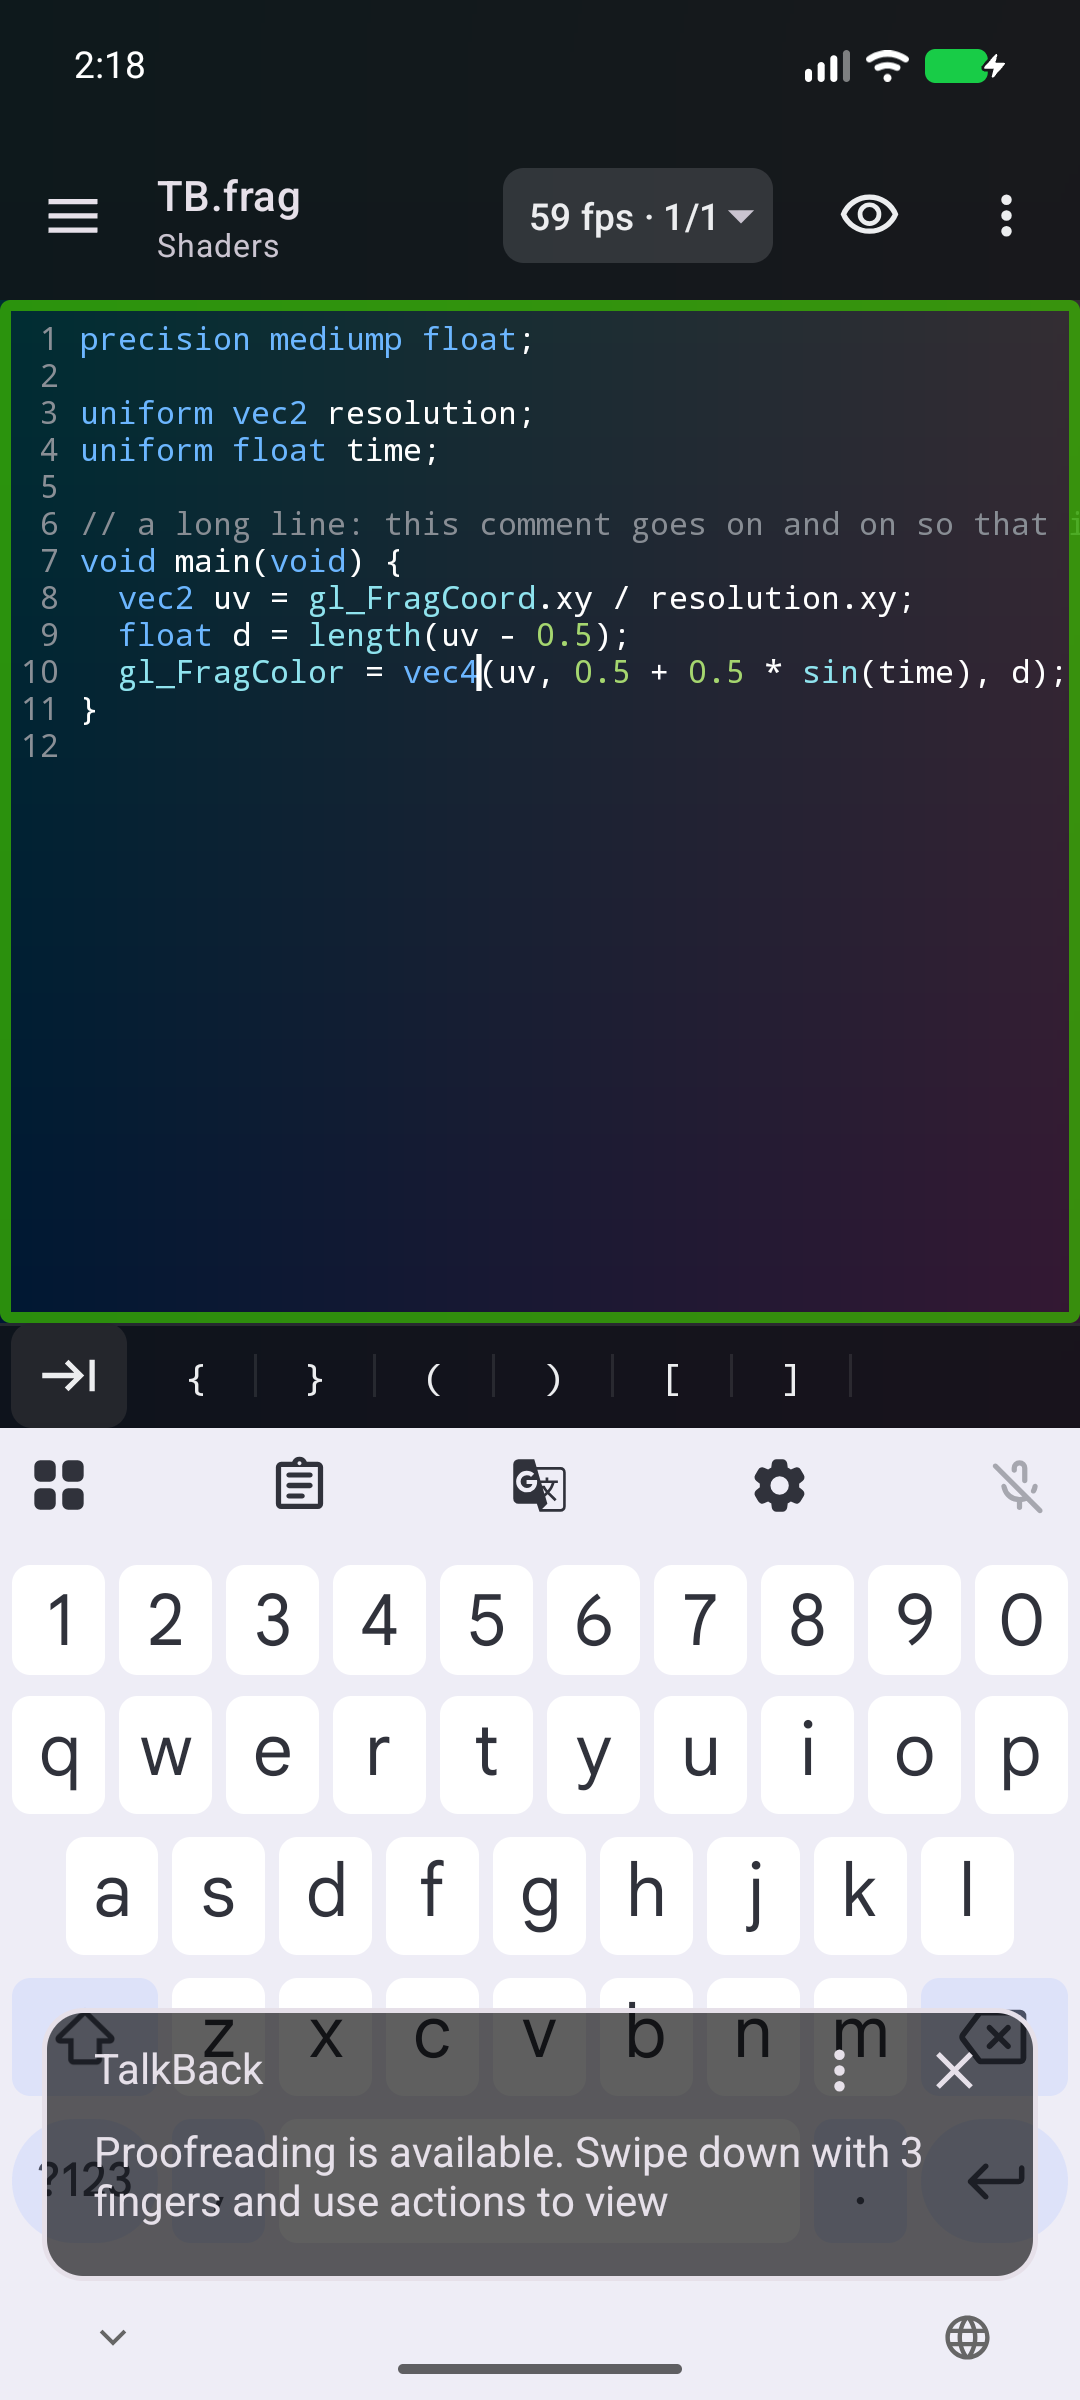 2:18
TB.frag
Shaders
59 fps · 1/1
1 precision mediump float;
2
3 uniform vec2 resolution;
4 uniform float time;
5
6 // a long line: this comment goes on and on so that i
7 void main(void) {
8   vec2 uv = gl_FragCoord.xy / resolution.xy;
9   float d = length(uv - 0.5);
10   gl_FragColor = vec4(uv, 0.5 + 0.5 * sin(time), d);
11 }
12
{ } ( ) [ ]
1 2 3 4 5 6 7 8 9 0
q w e r t y u i o p
a s d f g h j k l
z x c v b n m
TalkBack
?123 , .
Proofreading is available. Swipe down with 3
fingers and use actions to view